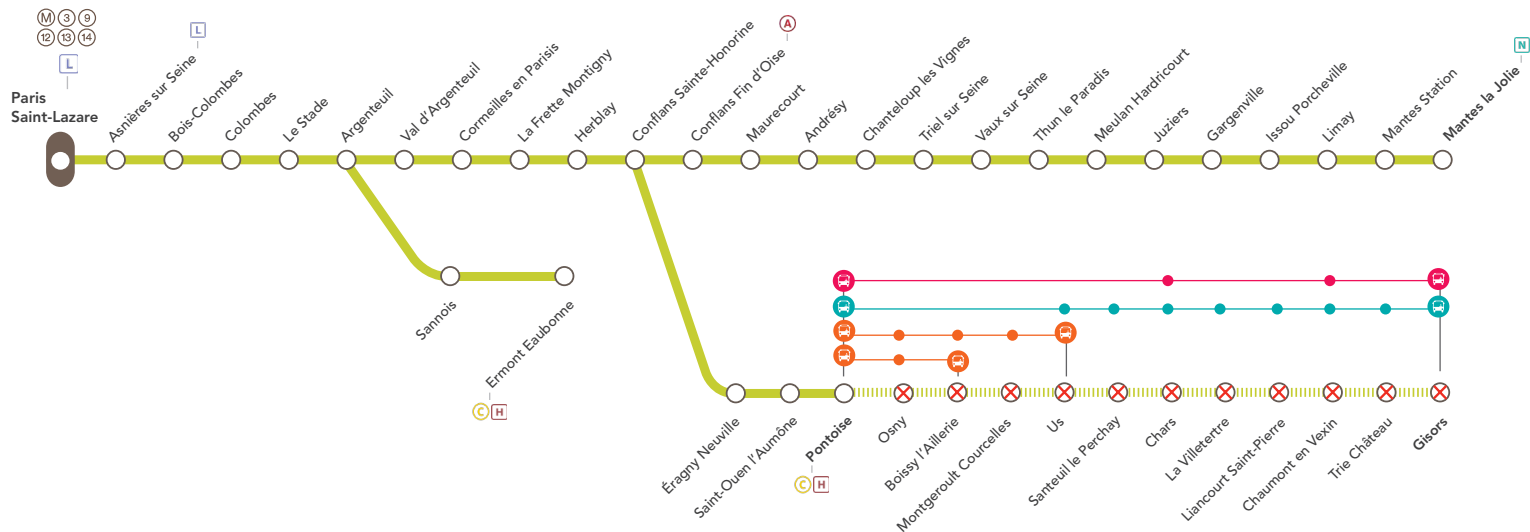 M 3 9
12 13 14
L
Paris
Saint-Lazare
L
Asnières sur Seine
Bois-Colombes
Colombes
Le Stade
Argenteuil
Val d'Argenteuil
Cormeilles en Parisis
La Frette Montigny
Herblay
Conflans Sainte-Honorine
A
Conflans Fin d'Oise
Maurecourt
Andrésy
Chanteloup les Vignes
Triel sur Seine
Vaux sur Seine
Thun le Paradis
Meulan Hardricourt
Juziers
Gargenville
Issou Porcheville
Limay
Mantes Station
N
Mantes la Jolie
Sannois
Ermont Eaubonne
C H
Éragny Neuville
Saint-Ouen l'Aumône
Pontoise
C H
Osny
Boissy l'Aillerie
Montgeroult Courcelles
Us
Santeuil le Perchay
Chars
La Villetertre
Liancourt Saint-Pierre
Chaumont en Vexin
Trie Château
Gisors